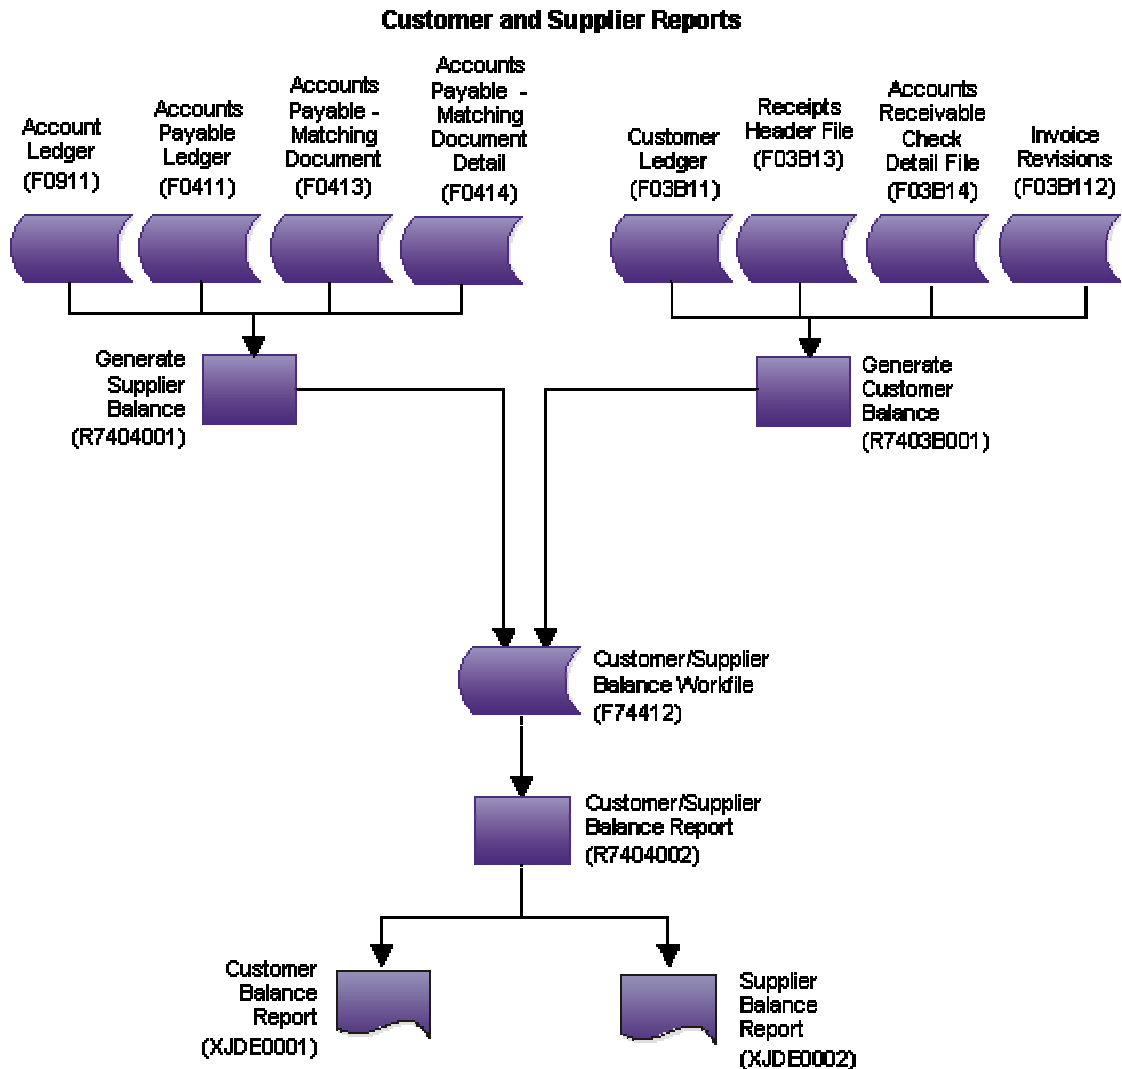 Customer and Supplier Reports
Account
Ledger
(F0911)
Accounts
Payable
Ledger
(F0411)
Accounts
Payable -
Matching
Document
(F0413)
Accounts
Payable -
Matching
Document
Detail
(F0414)
Customer
Ledger
(F03B11)
Receipts
Header File
(F03B13)
Accounts
Receivable
Check
Detail File
(F03B14)
Invoice
Revisions
(F03B112)
Generate
Supplier
Balance
(R7404001)
Generate
Customer
Balance
(R7403B001)
Customer/Supplier
Balance Workfile
(F74412)
Customer/Supplier
Balance Report
(R7404002)
Customer
Balance
Report
(XJDE0001)
Supplier
Balance
Report
(XJDE0002)